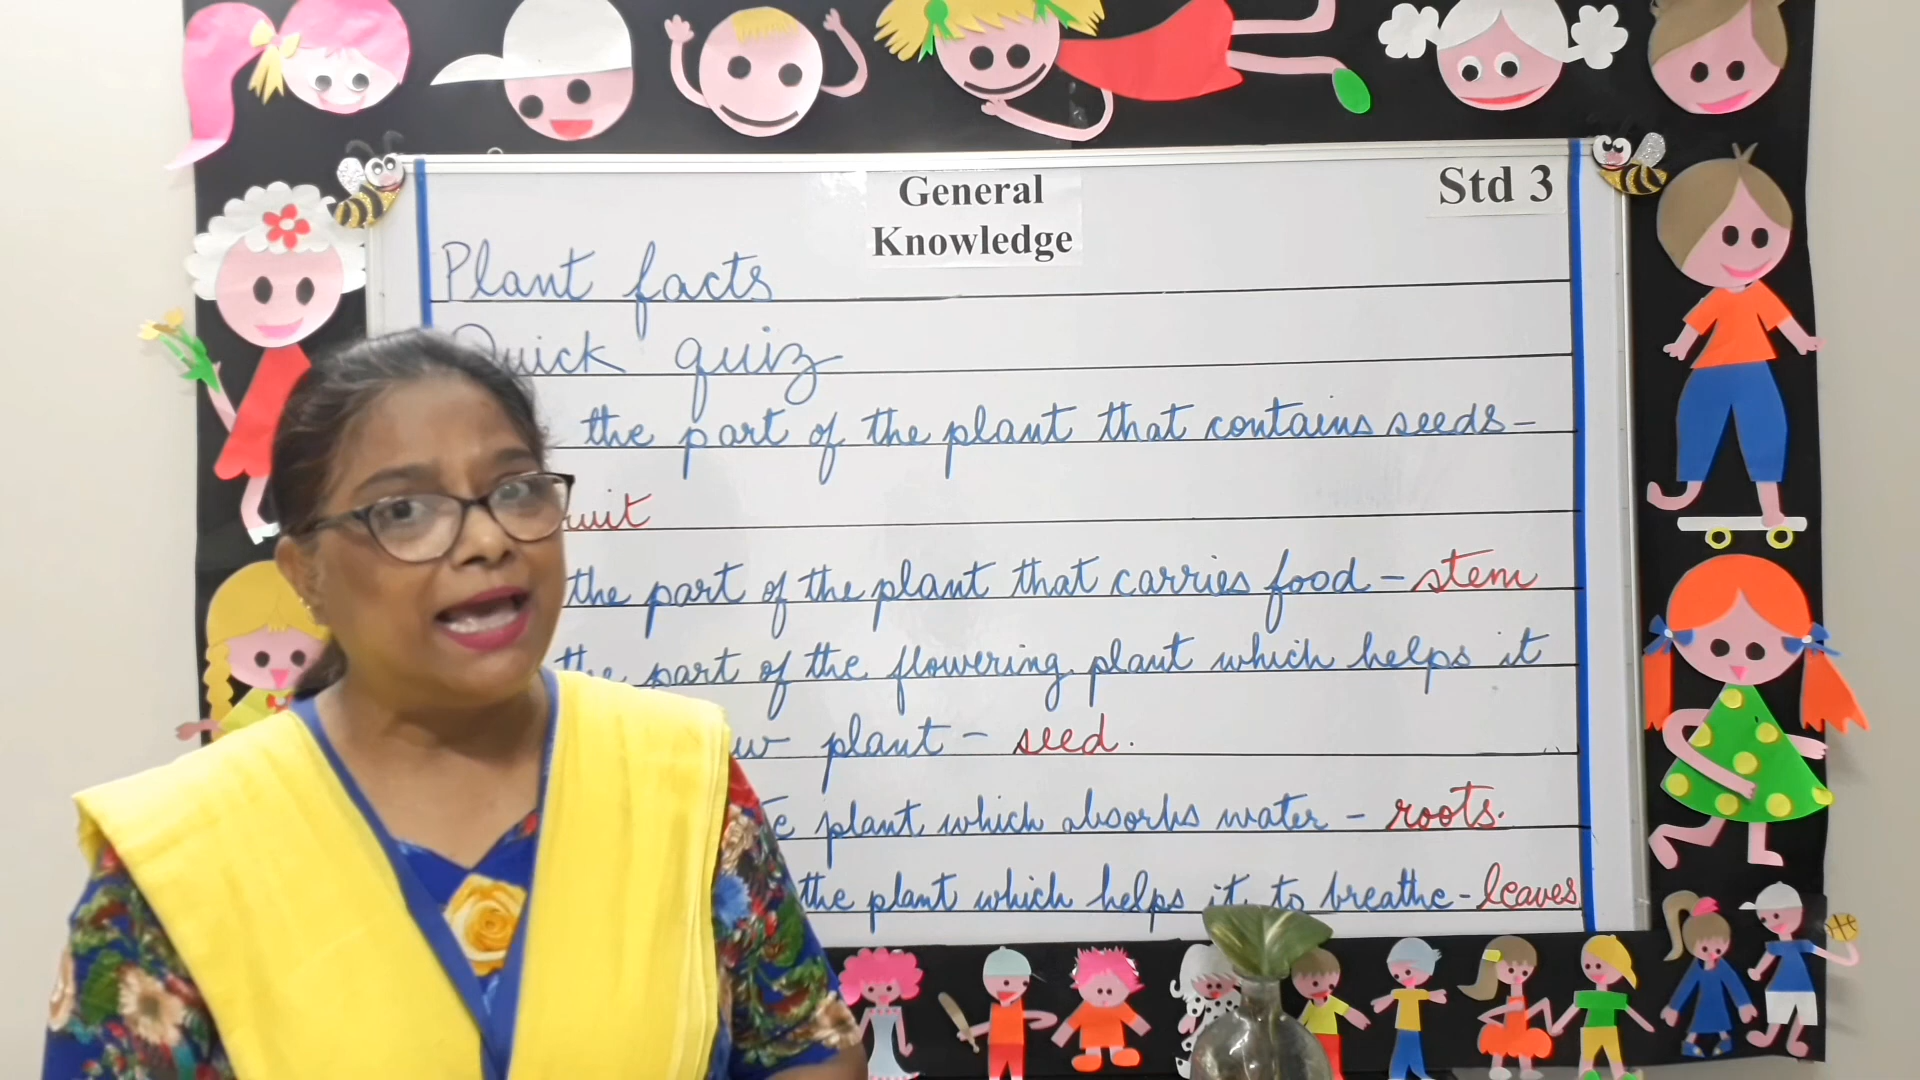 General
Knowledge
Std 3
Plant facts
Quick quiz
the part of the plant that contains seeds-
the part of the plant that carries food - stem
the part of the flowering plant which helps it
plant - seed.
plant which absorbs water - roots.
the plant which helps it to breathe - leaves